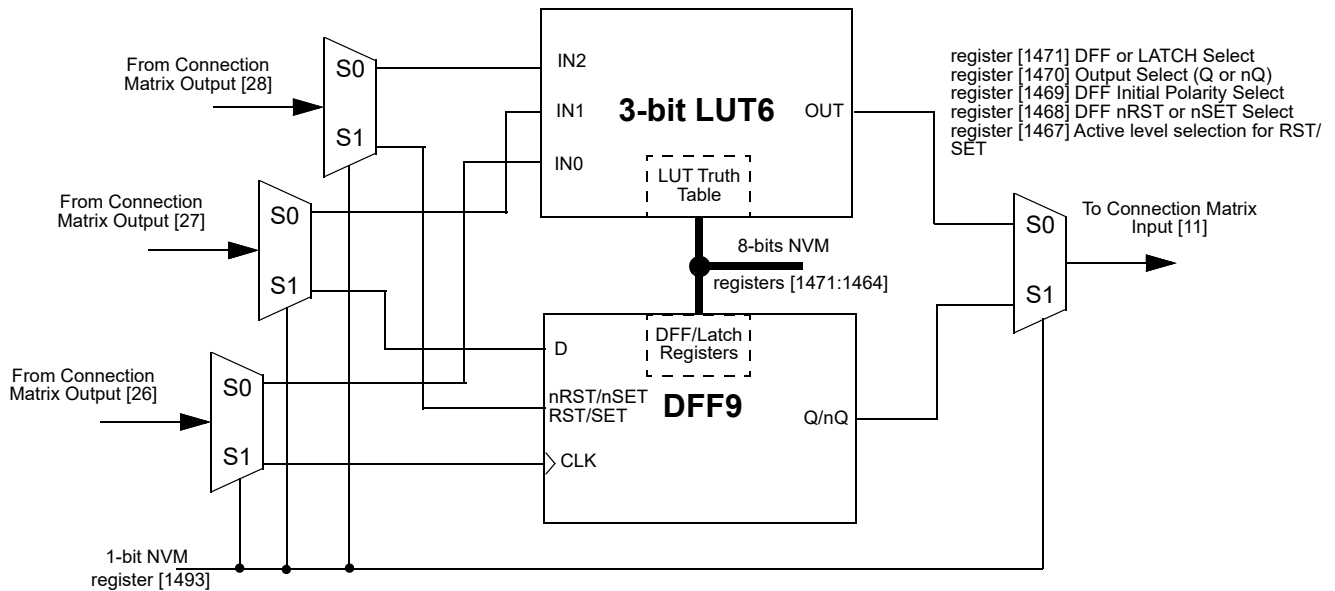 From Connection
Matrix Output [28]
S0
S1
IN2
IN1
IN0
3-bit LUT6
OUT
LUT Truth
Table
register [1471] DFF or LATCH Select
register [1470] Output Select (Q or nQ)
register [1469] DFF Initial Polarity Select
register [1468] DFF nRST or nSET Select
register [1467] Active level selection for RST/
SET
From Connection
Matrix Output [27]
S0
S1
8-bits NVM
registers [1471:1464]
S0
S1
To Connection Matrix
Input [11]
From Connection
Matrix Output [26]
S0
S1
D
nRST/nSET
RST/SET
CLK
DFF/Latch
Registers
DFF9
Q/nQ
1-bit NVM
register [1493]